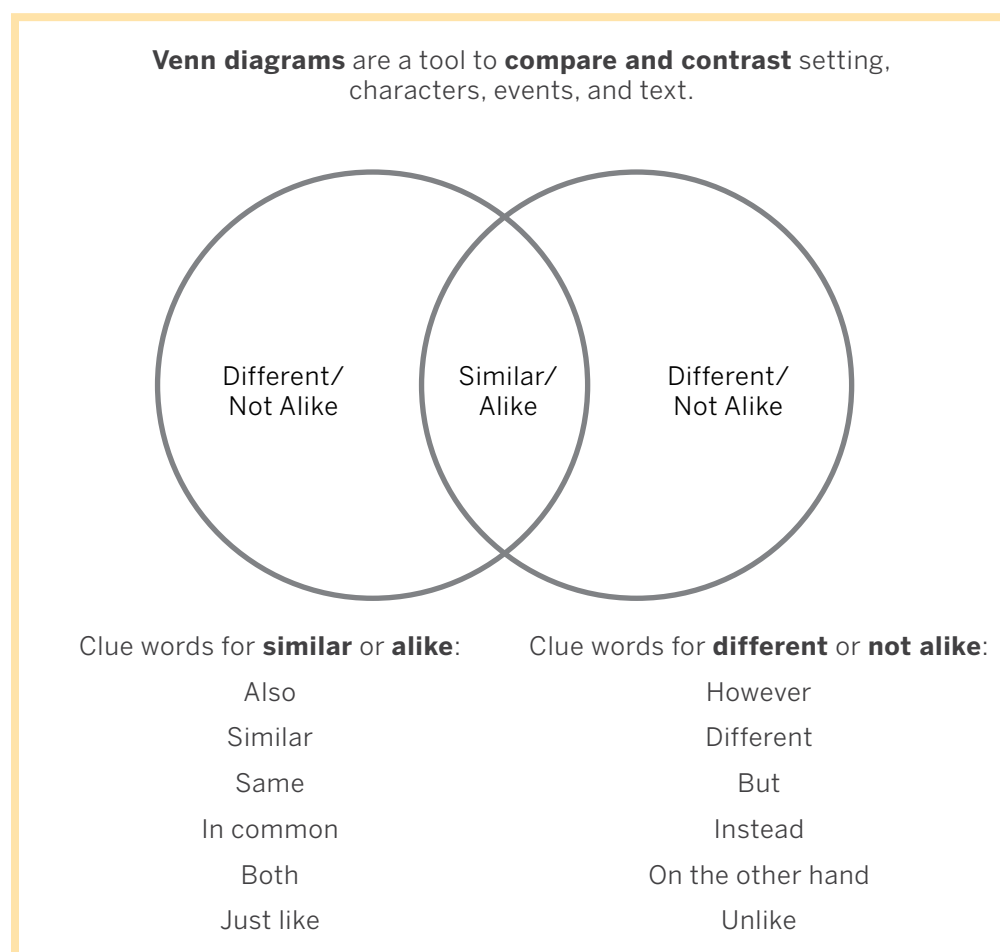 Venn diagrams are a tool to compare and contrast setting,
characters, events, and text.
Different/
Not Alike
Similar/
Alike
Different/
Not Alike
Clue words for similar or alike:
Also
Similar
Same
In common
Both
Just like
Clue words for different or not alike:
However
Different
But
Instead
On the other hand
Unlike